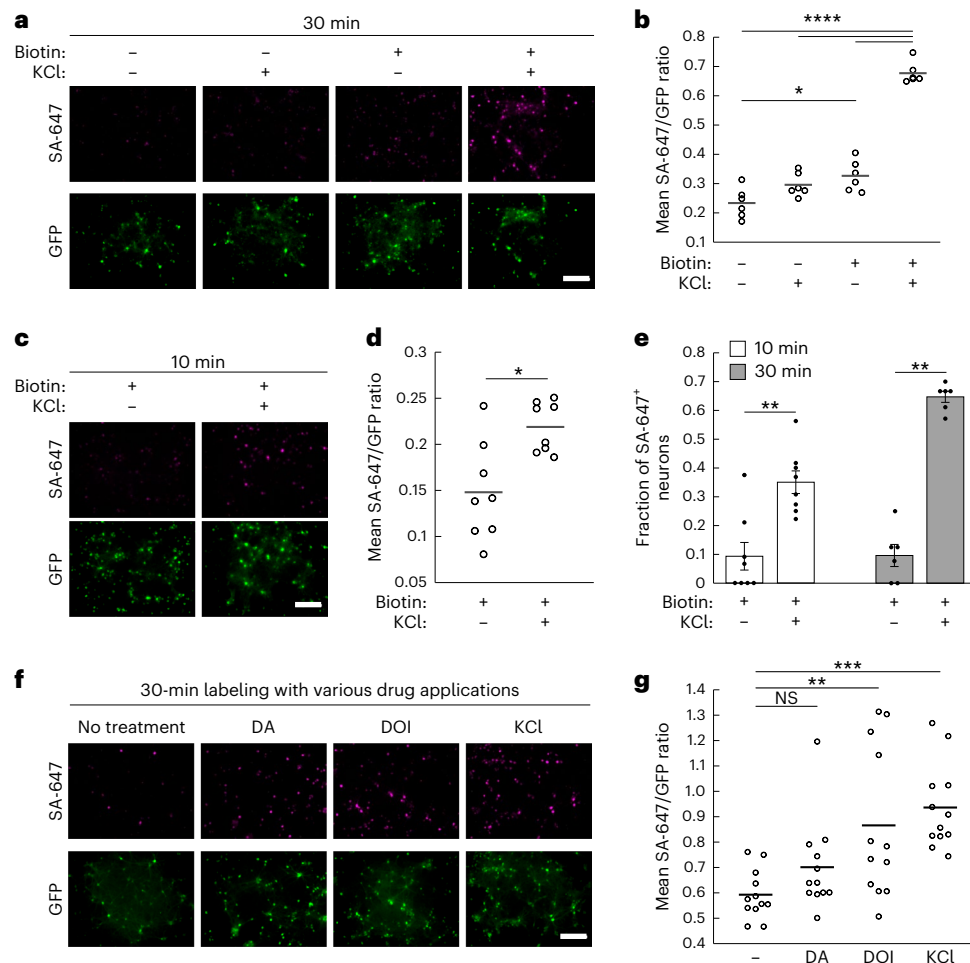 a
30 min
Biotin: – – + +
KCl: – + – +
SA-647
GFP
b
****
*
Mean SA-647/GFP ratio
0.8
0.7
0.6
0.5
0.4
0.3
0.2
0.1
Biotin: – – + +
KCl: – + – +
c
10 min
Biotin: + +
KCl: – +
SA-647
GFP
d
*
Mean SA-647/GFP ratio
0.3
0.25
0.2
0.15
0.1
0.05
Biotin: + +
KCl: – +
e
10 min
30 min
** **
Fraction of SA-647+
neurons
0.8
0.7
0.6
0.5
0.4
0.3
0.2
0.1
0
Biotin: + + + +
KCl: – + – +
f
30-min labeling with various drug applications
No treatment DA DOI KCl
SA-647
GFP
g
***
**
NS
Mean SA-647/GFP ratio
1.4
1.3
1.2
1.1
1.0
0.9
0.8
0.7
0.6
0.5
0.4
– DA DOI KCl